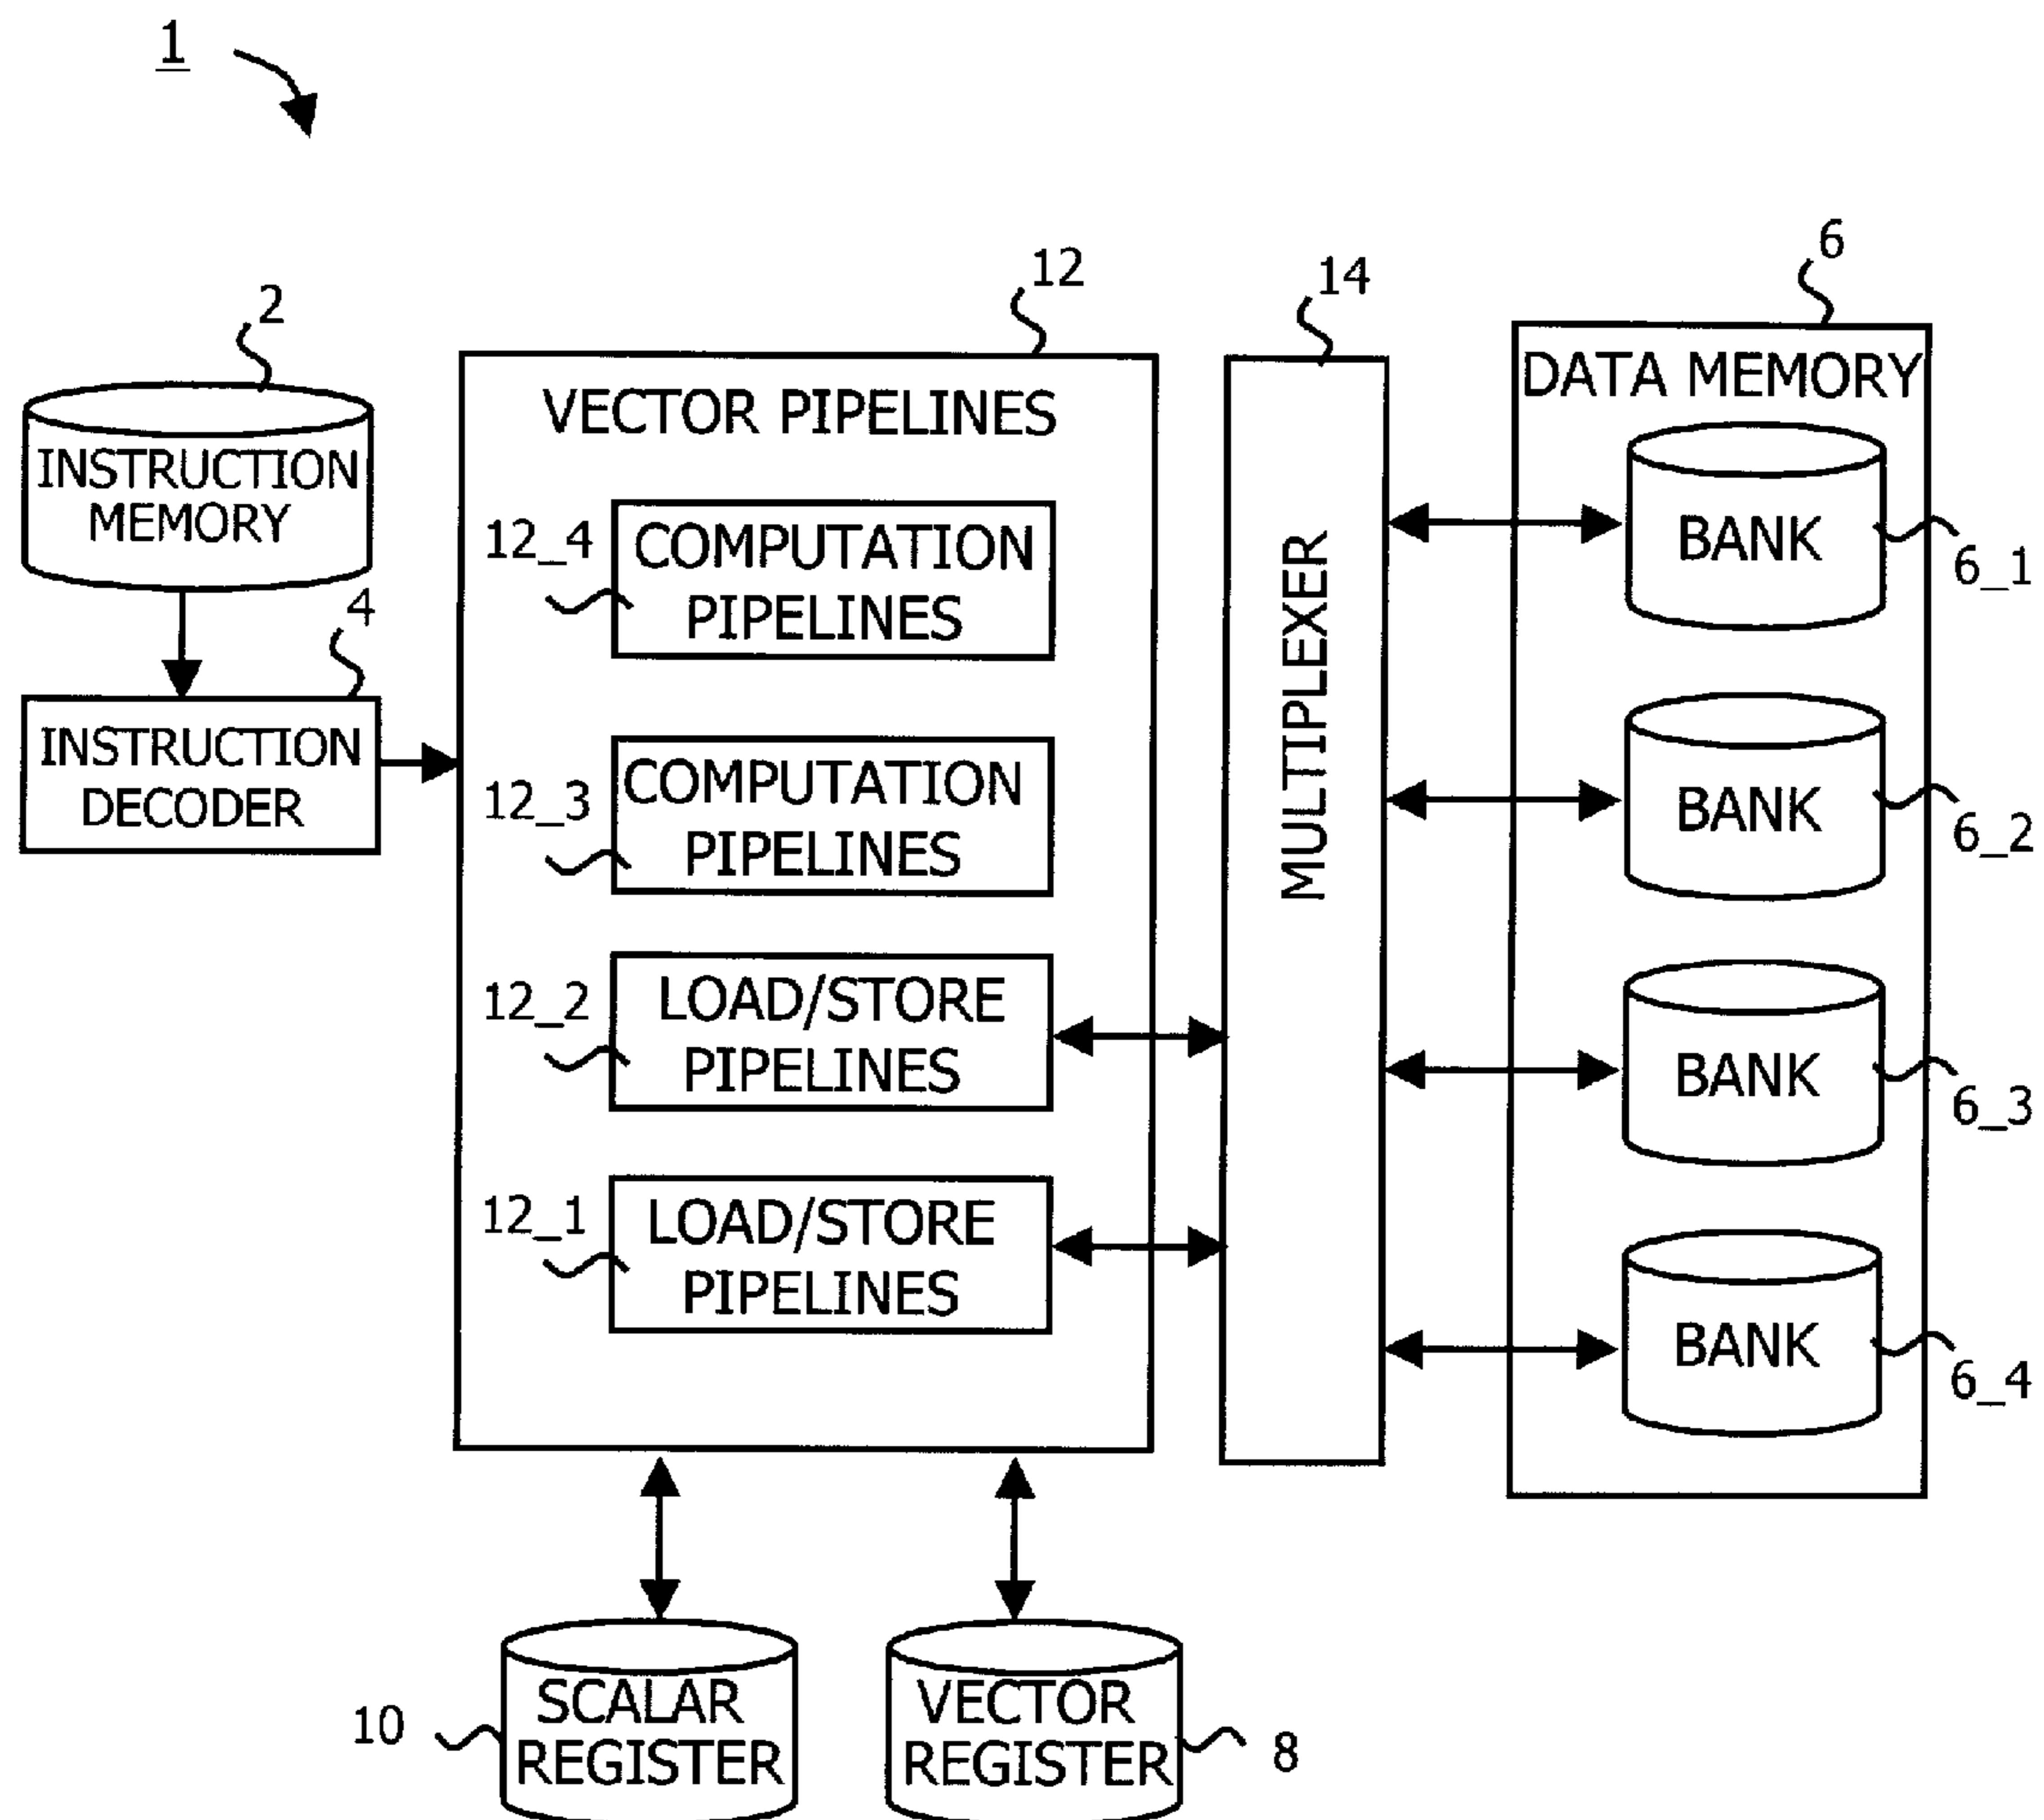 1
2
INSTRUCTION
MEMORY
4
INSTRUCTION
DECODER
12
VECTOR PIPELINES
12_4
COMPUTATION
PIPELINES
12_3
COMPUTATION
PIPELINES
12_2
LOAD/STORE
PIPELINES
12_1
LOAD/STORE
PIPELINES
14
MULTIPLEXER
6
DATA MEMORY
BANK
6_1
BANK
6_2
BANK
6_3
BANK
6_4
10
SCALAR
REGISTER
VECTOR
REGISTER
8